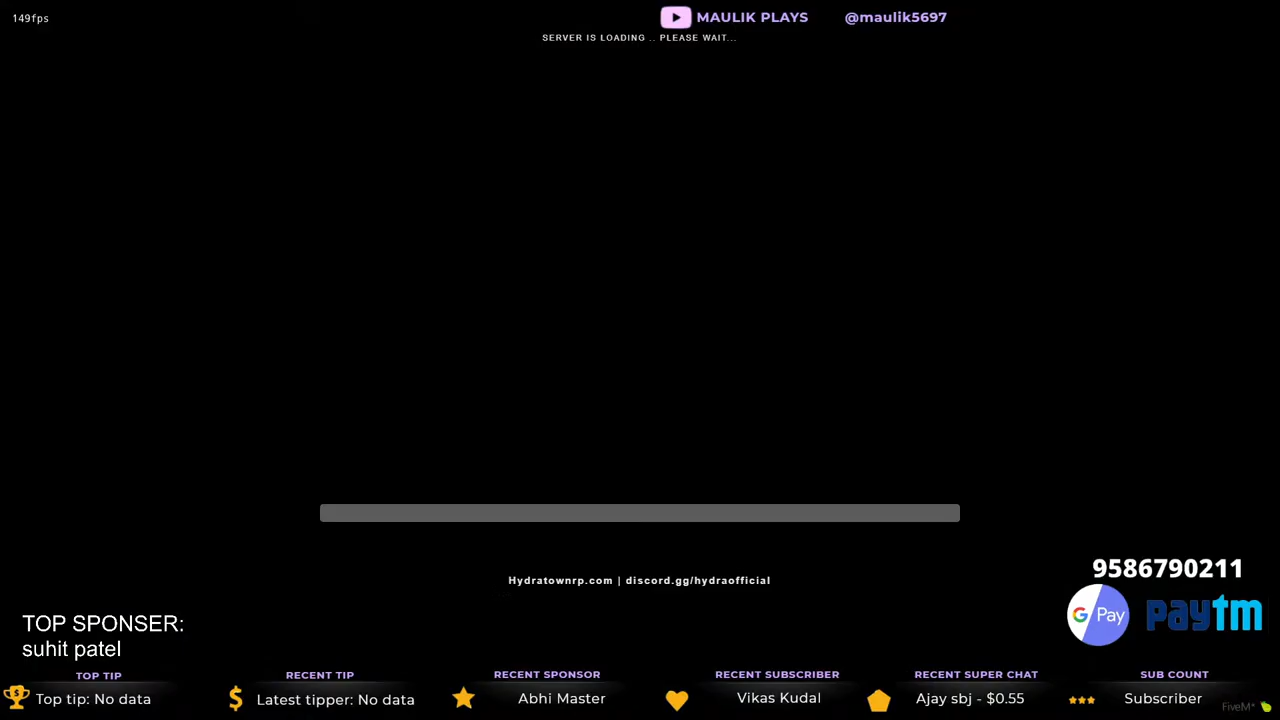 149fps
MAULIK PLAYS @maulik5697
SERVER IS LOADING .. PLEASE WAIT...
Hydratownrp.com | discord.gg/hydraofficial
9586790211
G Pay paytm
TOP SPONSER:
suhit patel
TOP TIP RECENT TIP RECENT SPONSOR RECENT SUBSCRIBER RECENT SUPER CHAT SUB COUNT
Top tip: No data Latest tipper: No data Abhi Master Vikas Kudal Ajay sbj - $0.55 Subscriber
FiveM*